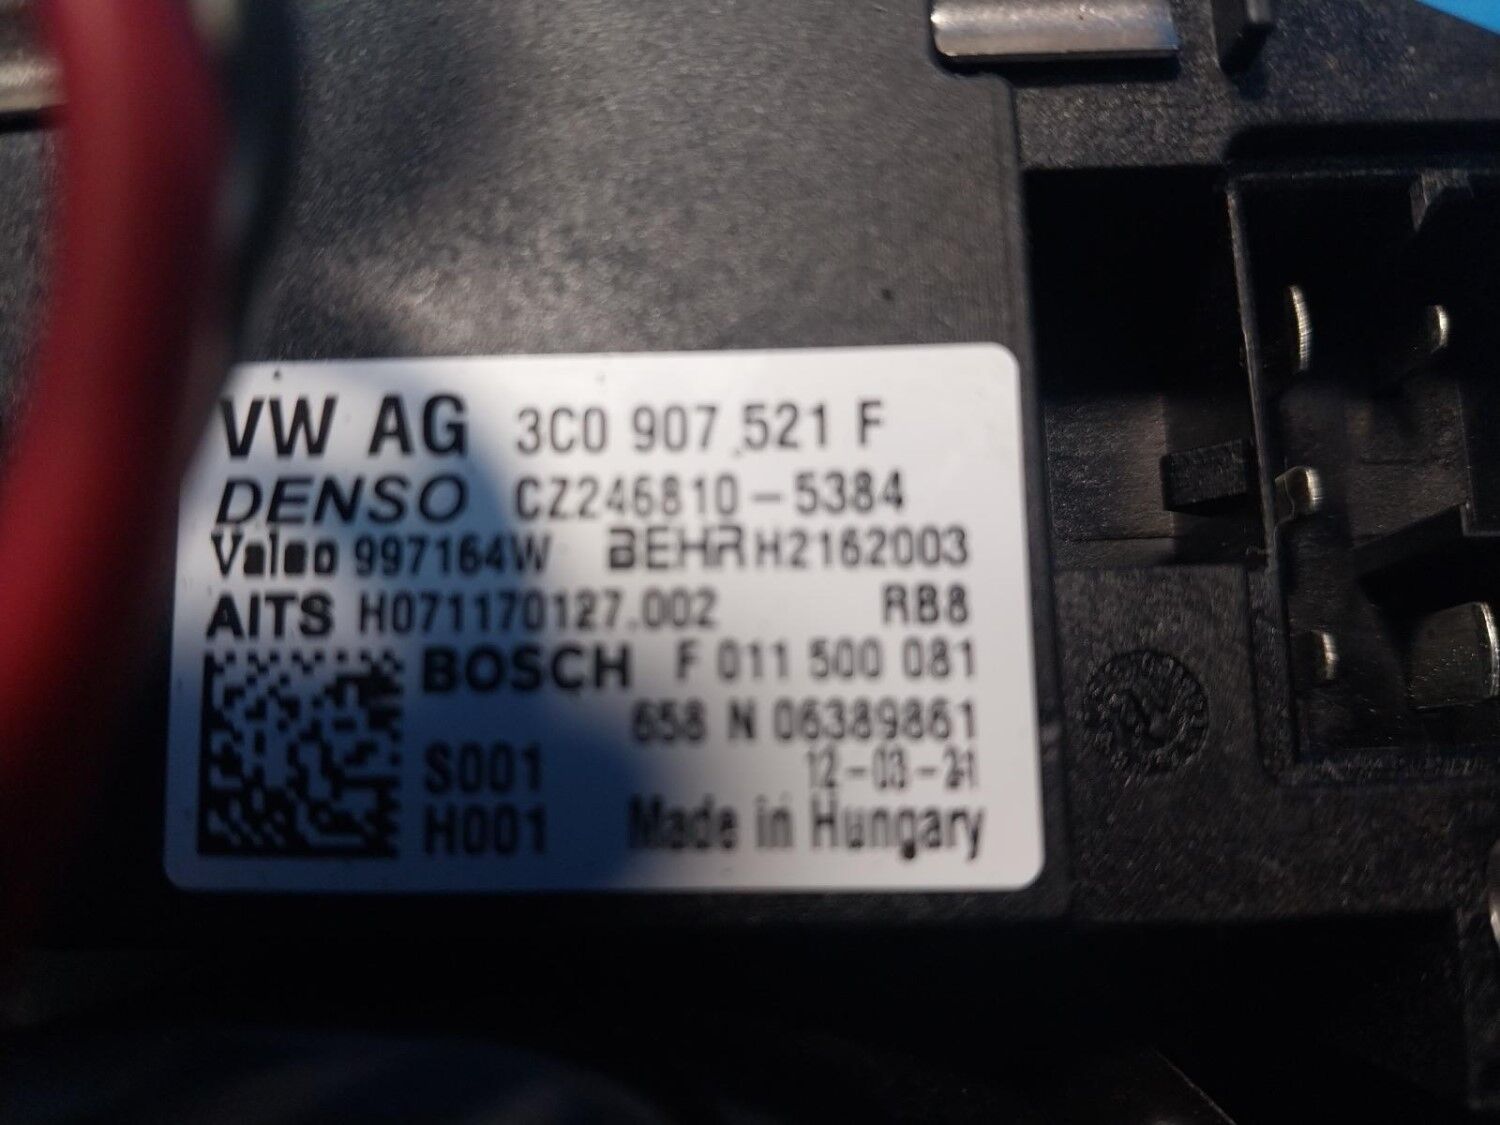 VW AG 3C0 907 521 F
DENSO CZ246810-5384
Valeo 997164W BEHR H2162003
AITS H071170127.002 RB8
BOSCH F 011 500 081
658 N 06389861
S001 12-03-21
H001 Made in Hungary